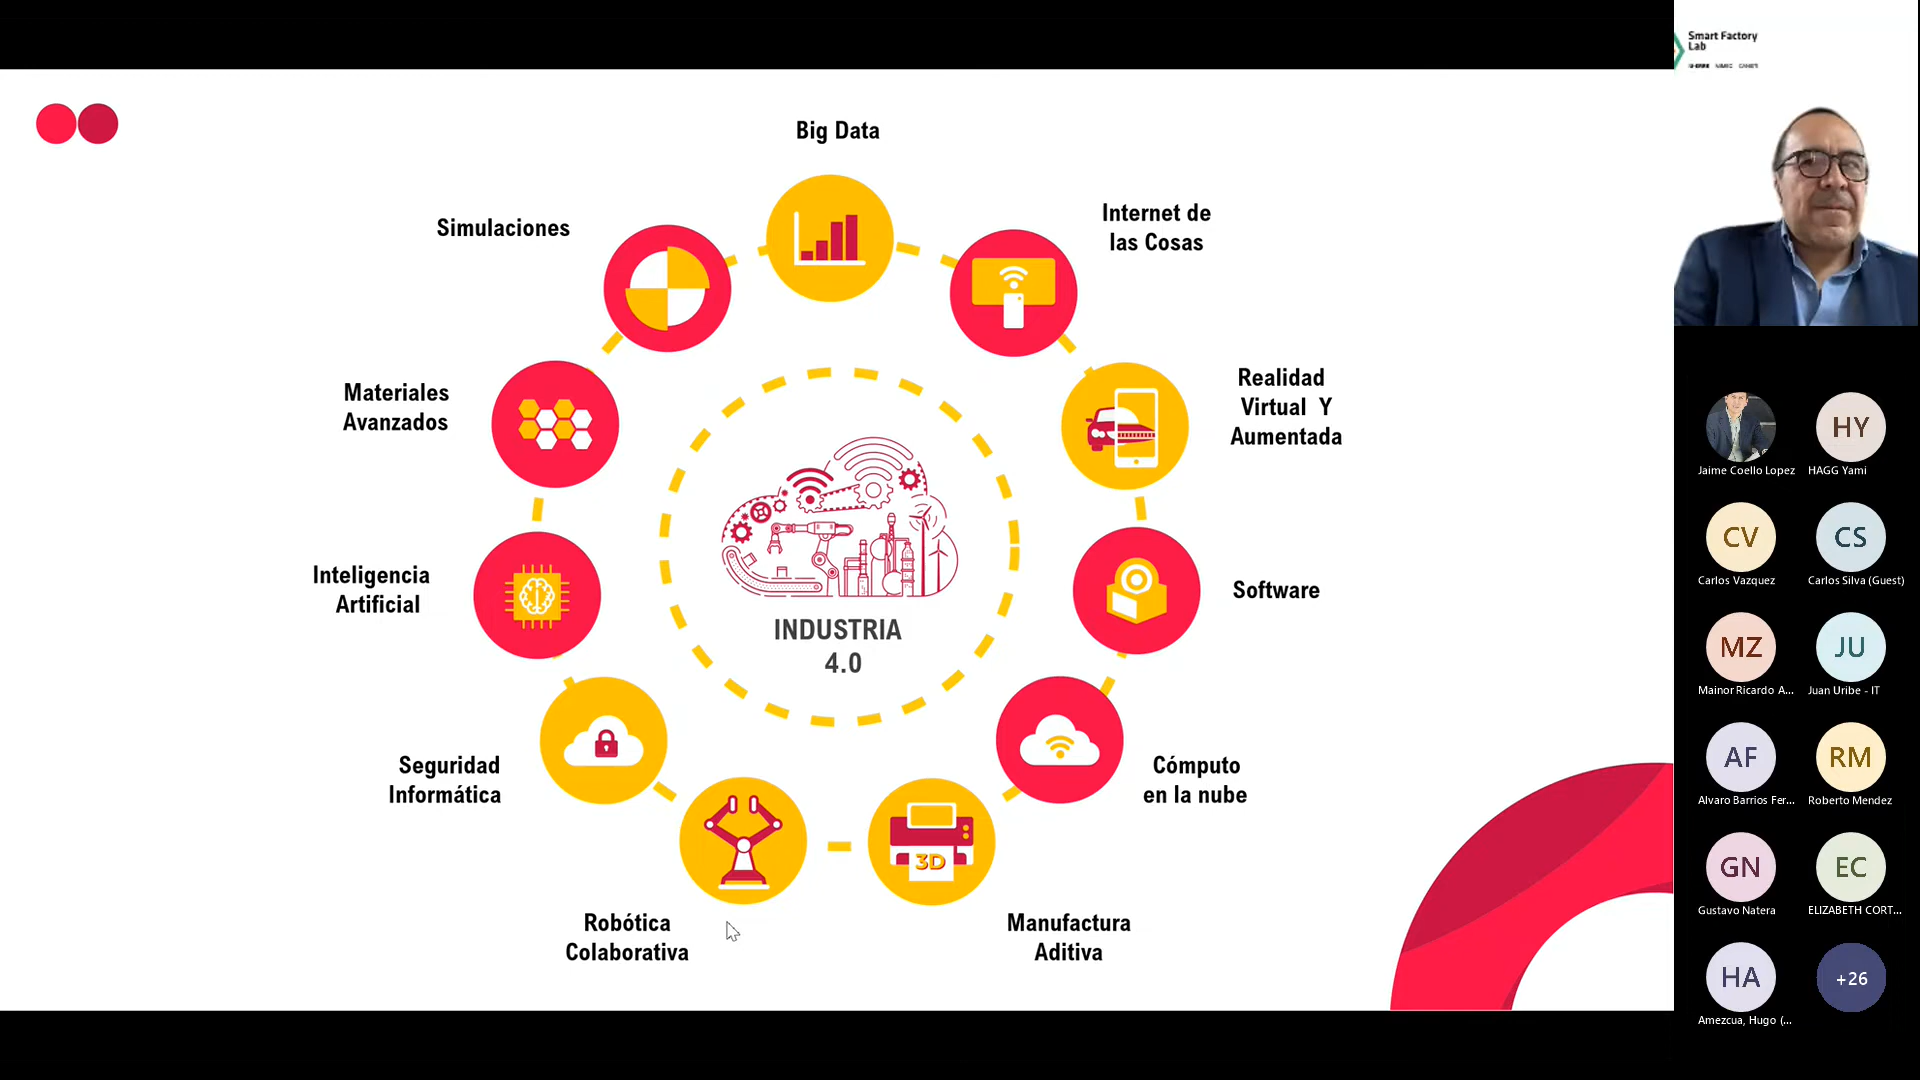 Big Data
Simulaciones
Internet de
las Cosas
Materiales
Avanzados
Realidad
Virtual Y
Aumentada
Inteligencia
Artificial
Software
INDUSTRIA
4.0
Seguridad
Informática
Cómputo
en la nube
3D
Robótica
Colaborativa
Manufactura
Aditiva
Smart Factory
Lab
Jaime Coello Lopez
HY
HAGG Yami
CV
Carlos Vazquez
CS
Carlos Silva (Guest)
MZ
Mainor Ricardo A...
JU
Juan Uribe - IT
AF
Alvaro Barrios Fer...
RM
Roberto Mendez
GN
Gustavo Natera
EC
ELIZABETH CORT...
HA
Amezcua, Hugo (...
+26